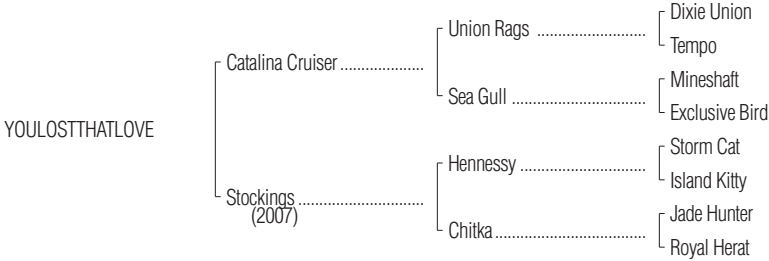 Dixie Union
Union Rags ..........................
Tempo
Catalina Cruiser ....................
Mineshaft
Sea Gull ................................
Exclusive Bird
YOULOSTTHATLOVE
Storm Cat
Hennessy ..............................
Island Kitty
Stockings ..............................
(2007)
Jade Hunter
Chitka....................................
Royal Herat